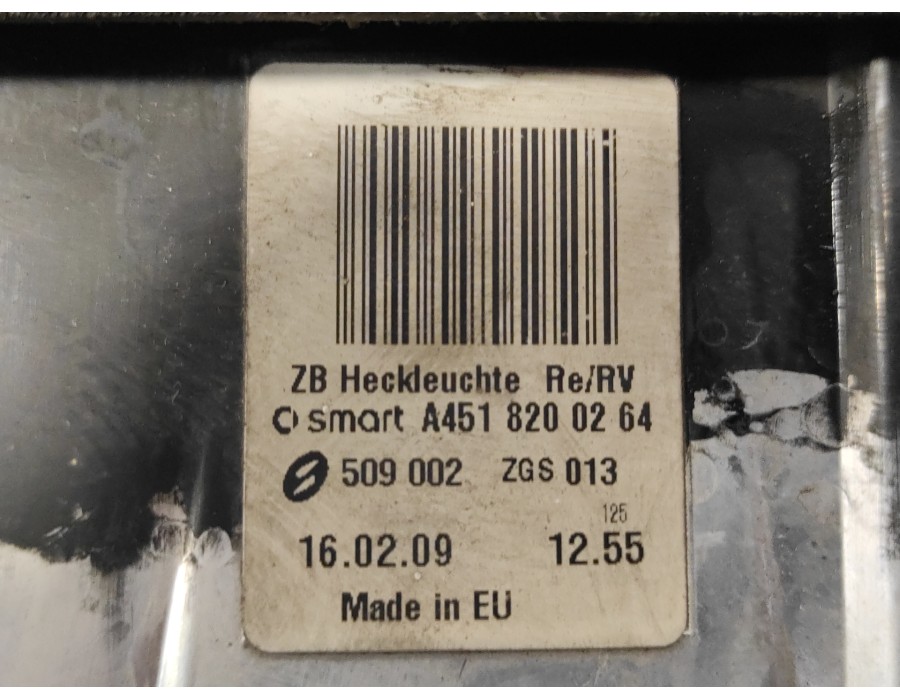 ZB Heckleuchte Re/RV
smart A451 820 02 64
509 002 ZGS 013
125
16.02.09 12.55
Made in EU